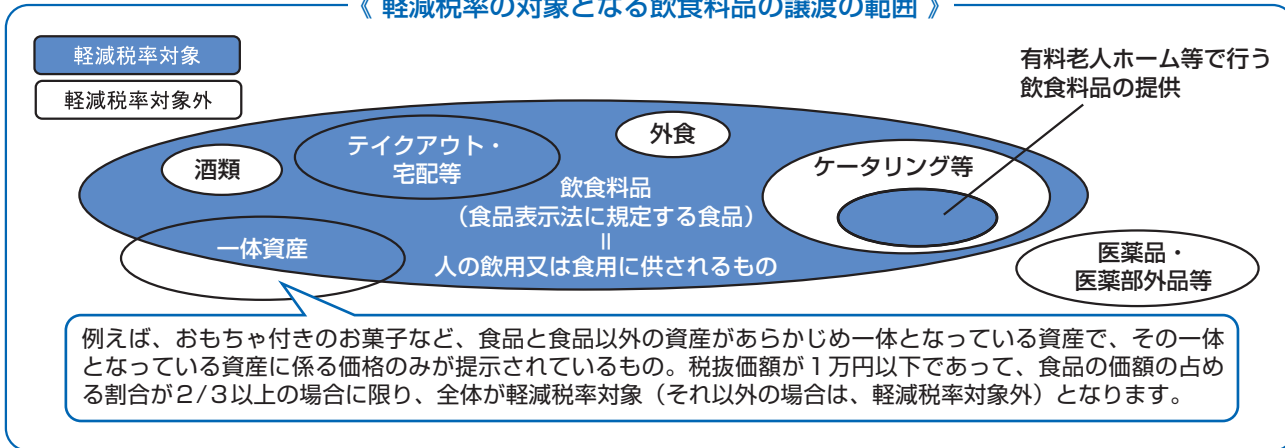 《 軽減税率の対象となる飲食料品の譲渡の範囲 》
軽減税率対象
軽減税率対象外
有料老人ホーム等で行う
飲食料品の提供
酒類
テイクアウト・
宅配等
外食
ケータリング等
飲食料品
（食品表示法に規定する食品）
＝
人の飲用又は食用に供されるもの
一体資産
医薬品・
医薬部外品等
例えば、おもちゃ付きのお菓子など、食品と食品以外の資産があらかじめ一体となっている資産で、その一体
となっている資産に係る価格のみが提示されているもの。税抜価額が１万円以下であって、食品の価額の占め
る割合が２/３以上の場合に限り、全体が軽減税率対象（それ以外の場合は、軽減税率対象外）となります。